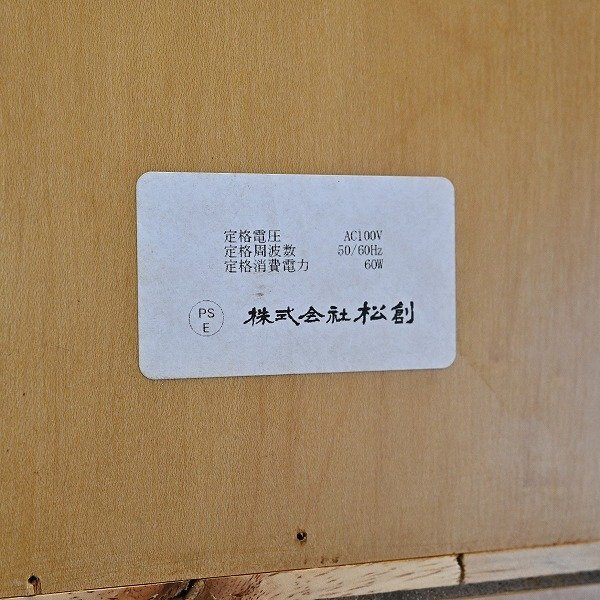 定格電圧 AC100V
定格周波数 50/60Hz
定格消費電力 60W
PS
E
株式会社松創